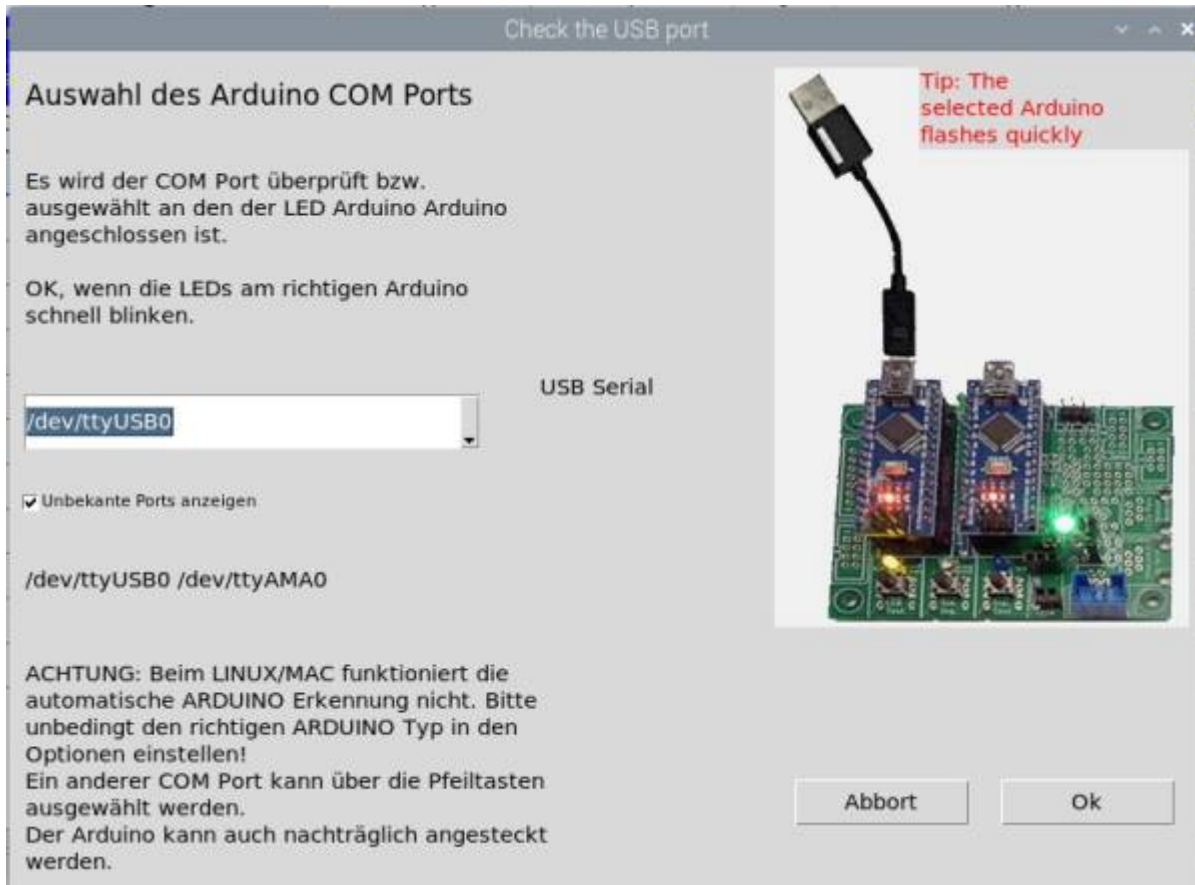 Check the USB port
Auswahl des Arduino COM Ports
Tip: The
selected Arduino
flashes quickly
Es wird der COM Port überprüft bzw.
ausgewählt an den der LED Arduino Arduino
angeschlossen ist.
OK, wenn die LEDs am richtigen Arduino
schnell blinken.
USB Serial
/dev/ttyUSB0
Unbekante Ports anzeigen
/dev/ttyUSB0 /dev/ttyAMA0
ACHTUNG: Beim LINUX/MAC funktioniert die
automatische ARDUINO Erkennung nicht. Bitte
unbedingt den richtigen ARDUINO Typ in den
Optionen einstellen!
Ein anderer COM Port kann über die Pfeiltasten
ausgewählt werden.
Der Arduino kann auch nachträglich angesteckt
werden.
Abbort
Ok